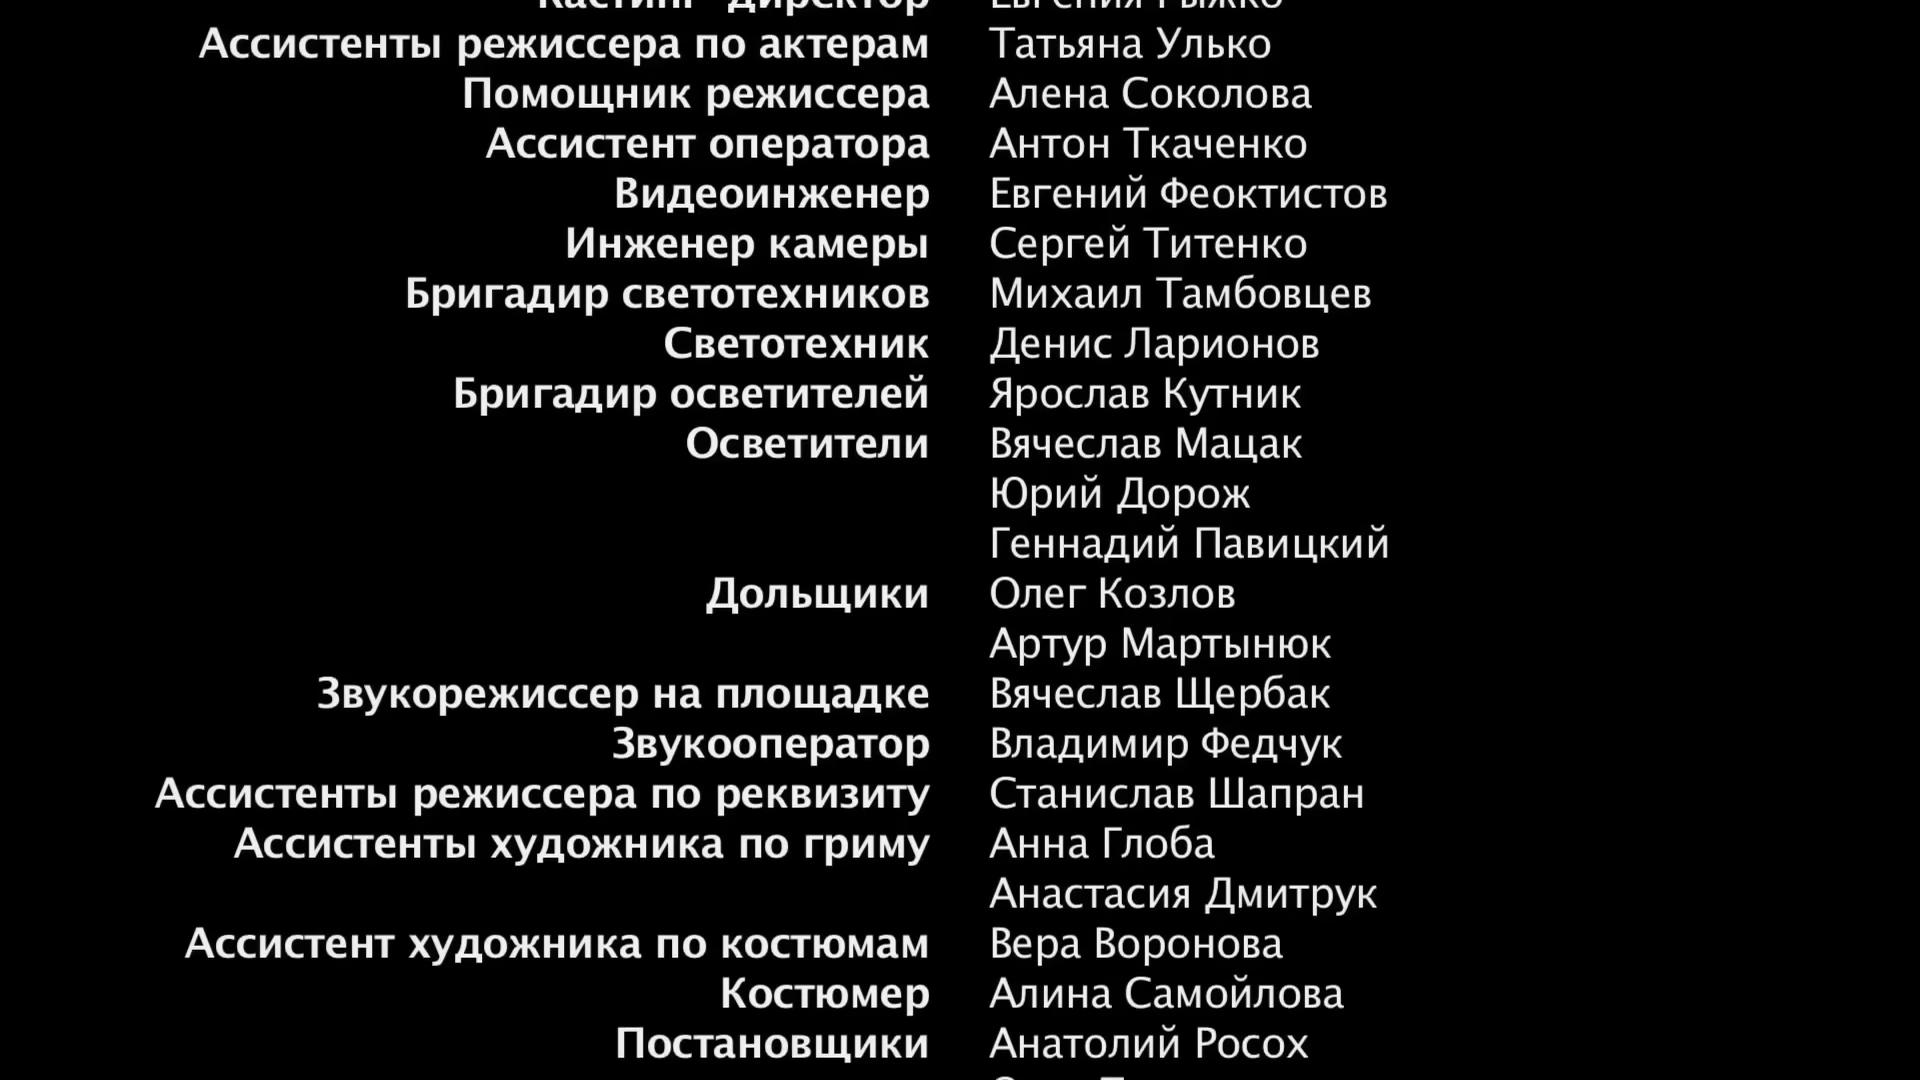 Кастинг-директор Евгения Рыжко
Ассистенты режиссера по актерам Татьяна Улько
Помощник режиссера Алена Соколова
Ассистент оператора Антон Ткаченко
Видеоинженер Евгений Феоктистов
Инженер камеры Сергей Титенко
Бригадир светотехников Михаил Тамбовцев
Светотехник Денис Ларионов
Бригадир осветителей Ярослав Кутник
Осветители Вячеслав Мацак
Юрий Дорож
Геннадий Павицкий
Дольщики Олег Козлов
Артур Мартынюк
Звукорежиссер на площадке Вячеслав Щербак
Звукооператор Владимир Федчук
Ассистенты режиссера по реквизиту Станислав Шапран
Ассистенты художника по гриму Анна Глоба
Анастасия Дмитрук
Ассистент художника по костюмам Вера Воронова
Костюмер Алина Самойлова
Постановщики Анатолий Росох